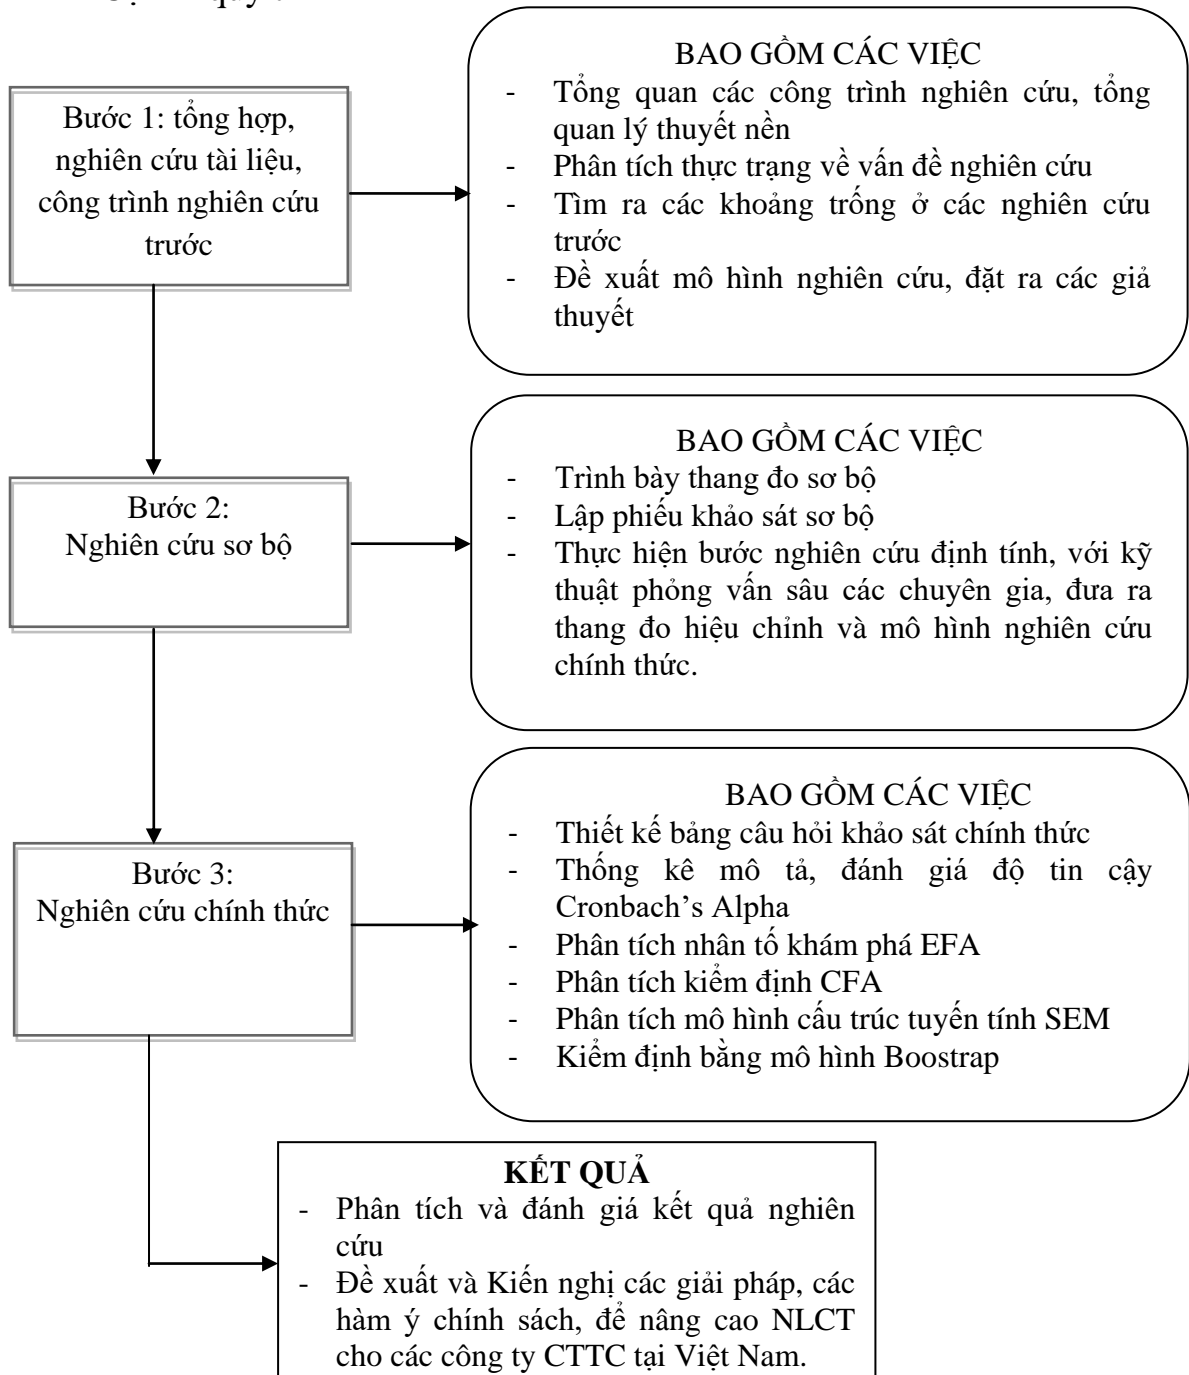 Bước 1: tổng hợp,
nghiên cứu tài liệu,
công trình nghiên cứu
trước
BAO GỒM CÁC VIỆC
- Tổng quan các công trình nghiên cứu, tổng
quan lý thuyết nền
- Phân tích thực trạng về vấn đề nghiên cứu
- Tìm ra các khoảng trống ở các nghiên cứu
trước
- Đề xuất mô hình nghiên cứu, đặt ra các giả
thuyết
Bước 2:
Nghiên cứu sơ bộ
BAO GỒM CÁC VIỆC
- Trình bày thang đo sơ bộ
- Lập phiếu khảo sát sơ bộ
- Thực hiện bước nghiên cứu định tính, với kỹ
thuật phỏng vấn sâu các chuyên gia, đưa ra
thang đo hiệu chỉnh và mô hình nghiên cứu
chính thức.
Bước 3:
Nghiên cứu chính thức
BAO GỒM CÁC VIỆC
- Thiết kế bảng câu hỏi khảo sát chính thức
- Thống kê mô tả, đánh giá độ tin cậy
Cronbach’s Alpha
- Phân tích nhân tố khám phá EFA
- Phân tích kiểm định CFA
- Phân tích mô hình cấu trúc tuyến tính SEM
- Kiểm định bằng mô hình Boostrap
KẾT QUẢ
- Phân tích và đánh giá kết quả nghiên
cứu
- Đề xuất và Kiến nghị các giải pháp, các
hàm ý chính sách, để nâng cao NLCT
cho các công ty CTTC tại Việt Nam.